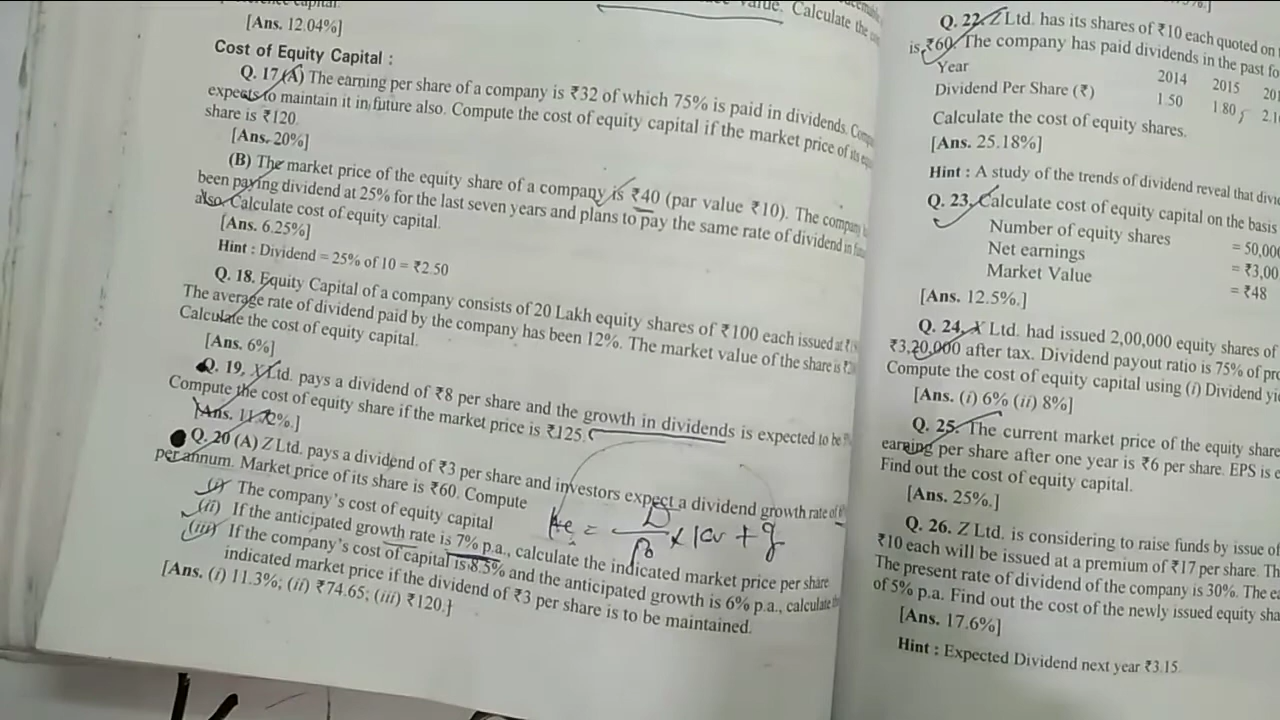 [Ans. 12.04%]
value. Calculate the
Cost of Equity Capital :
Q. 17 (A) The earning per share of a company is ₹32 of which 75% is paid in dividends.
expects to maintain it in future also. Compute the cost of equity capital if the market price of its
share is ₹120.
[Ans. 20%]
(B) The market price of the equity share of a company is ₹40 (par value ₹10). The company
been paying dividend at 25% for the last seven years and plans to pay the same rate of dividend in
also. Calculate cost of equity capital.
[Ans. 6.25%]
Hint : Dividend = 25% of 10 = ₹2.50
Q. 18. Equity Capital of a company consists of 20 Lakh equity shares of ₹100 each issued at
The average rate of dividend paid by the company has been 12%. The market value of the share is
Calculate the cost of equity capital.
[Ans. 6%]
Q. 19. X Ltd. pays a dividend of ₹8 per share and the growth in dividends is expected to be
Compute the cost of equity share if the market price is ₹125.
[Ans. 11.72%.]
Q. 20 (A) Z Ltd. pays a dividend of ₹3 per share and investors expect a dividend growth rate of
per annum. Market price of its share is ₹60. Compute
(i) The company's cost of equity capital
(ii) If the anticipated growth rate is 7% p.a., calculate the indicated market price per share
(iii) If the company's cost of capital is 8.5% and the anticipated growth is 6% p.a., calculate
indicated market price if the dividend of ₹3 per share is to be maintained.
[Ans. (i) 11.3%; (ii) ₹74.65; (iii) ₹120.]
Q. 22. Z Ltd. has its shares of ₹10 each quoted on
is ₹60. The company has paid dividends in the past
Year 2014 2015
Dividend Per Share (₹) 1.50 1.80
Calculate the cost of equity shares.
[Ans. 25.18%]
Hint : A study of the trends of dividend reveal that
Q. 23. Calculate cost of equity capital on the basis
Number of equity shares = 50,00
Net earnings = ₹3,00
Market Value = ₹48
[Ans. 12.5%.]
Q. 24. X Ltd. had issued 2,00,000 equity shares of
₹3,20,000 after tax. Dividend payout ratio is 75% of
Compute the cost of equity capital using (i) Dividend
[Ans. (i) 6% (ii) 8%]
Q. 25. The current market price of the equity share
earning per share after one year is ₹6 per share. EPS is
Find out the cost of equity capital.
[Ans. 25%.]
Q. 26. Z Ltd. is considering to raise funds by issue of
₹10 each will be issued at a premium of ₹17 per share.
The present rate of dividend of the company is 30%. The
of 5% p.a. Find out the cost of the newly issued equity
[Ans. 17.6%]
Hint : Expected Dividend next year ₹3.15.